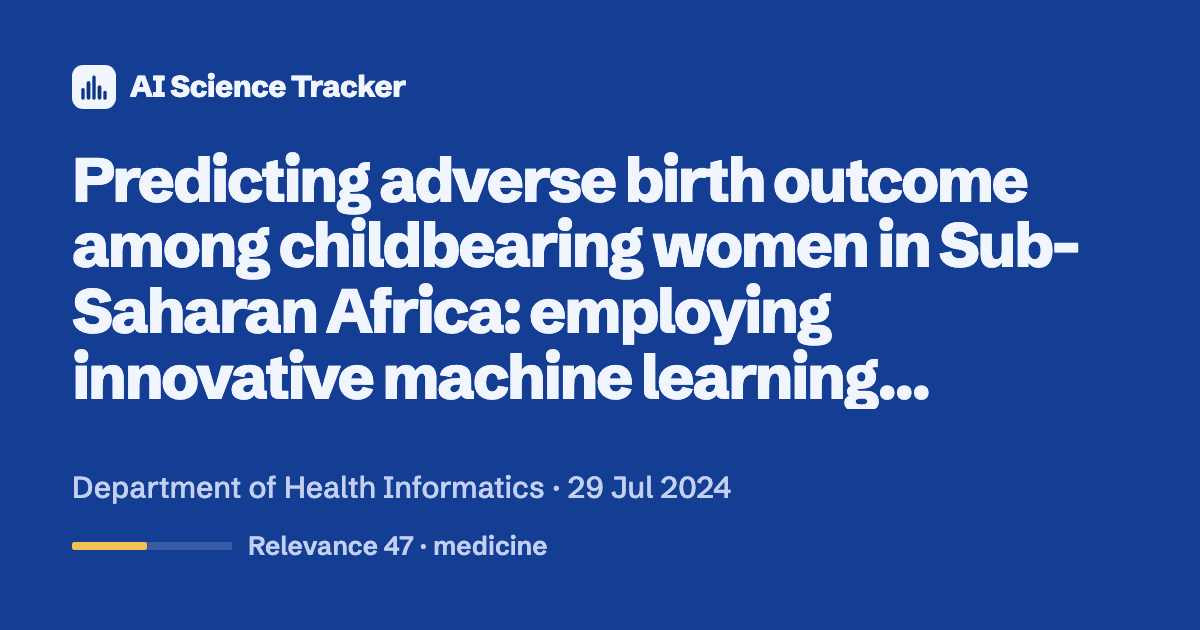 AI Science Tracker
Predicting adverse birth outcome
among childbearing women in Sub-
Saharan Africa: employing
innovative machine learning...
Department of Health Informatics · 29 Jul 2024
Relevance 47 · medicine